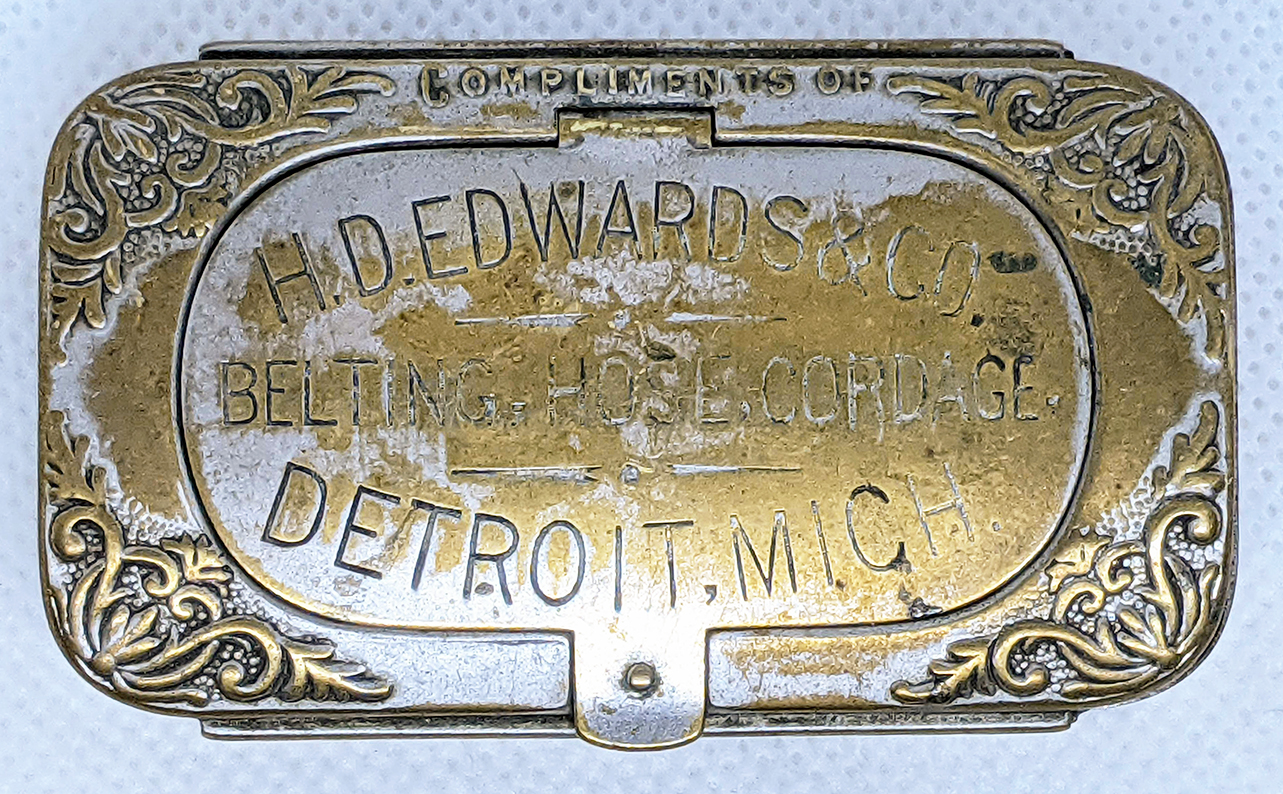 COMPLIMENTS OF
H.D.EDWARDS & CO.
BELTING, HOSE, CORDAGE.
DETROIT, MICH.